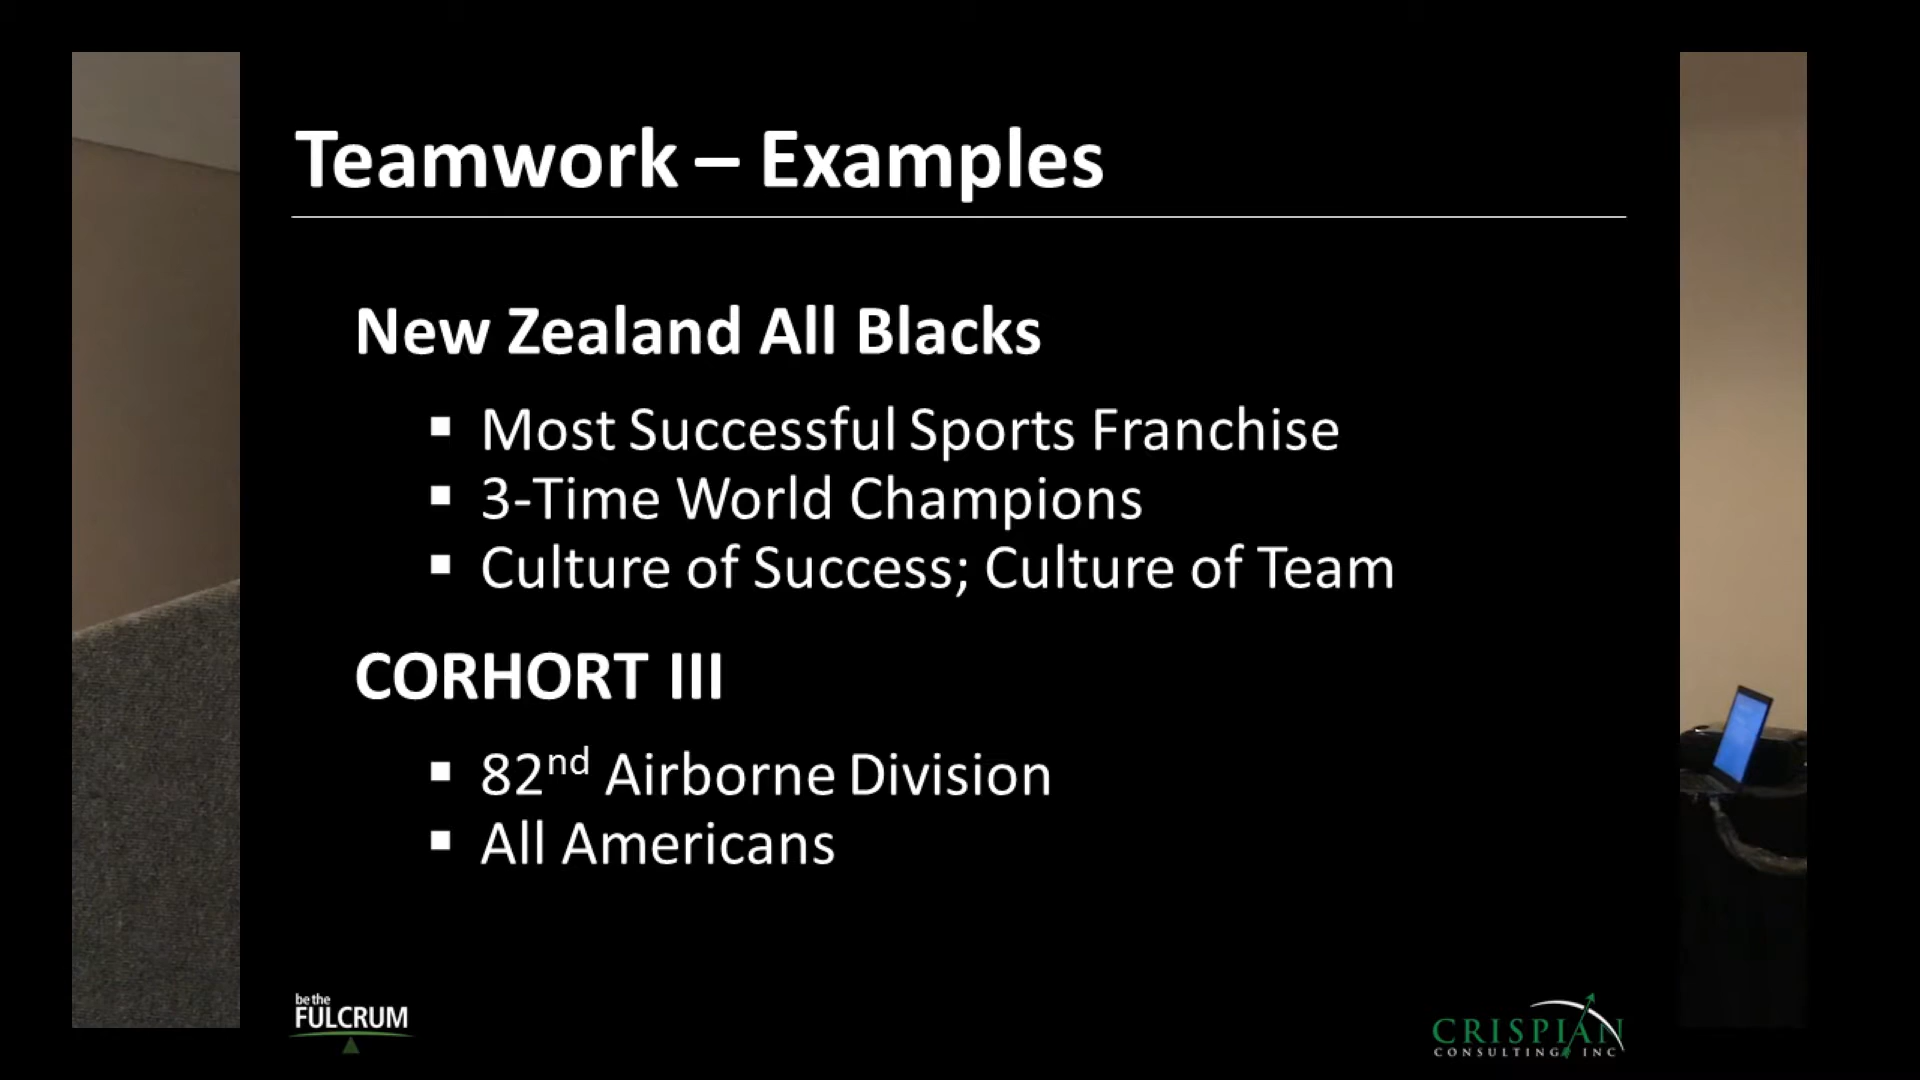 Teamwork – Examples
New Zealand All Blacks
▪ Most Successful Sports Franchise
▪ 3-Time World Champions
▪ Culture of Success; Culture of Team
CORHORT III
▪ 82nd Airborne Division
▪ All Americans
be the
FULCRUM
CRISPIAN
CONSULTING INC